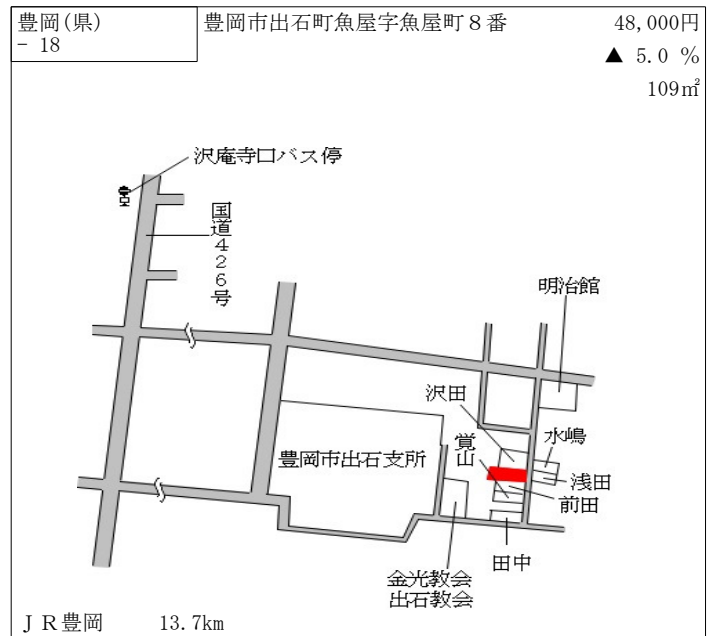 豊岡(県)
- 18
豊岡市出石町魚屋字魚屋町８番
48,000円
▲ 5.0 %
109㎡
沢庵寺口バス停
国道４２６号
明治館
沢田
覚山
水嶋
豊岡市出石支所
浅田
前田
田中
金光教会
出石教会
ＪＲ豊岡 13.7km